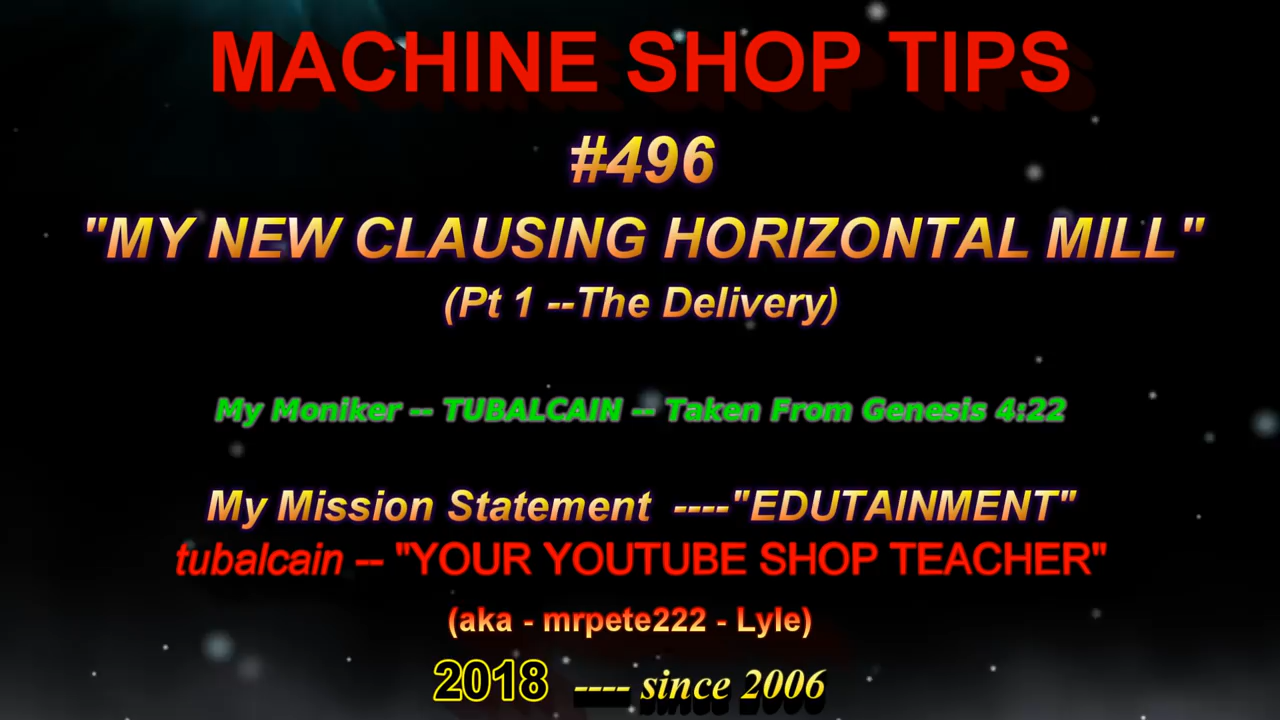 MACHINE SHOP TIPS
#496
"MY NEW CLAUSING HORIZONTAL MILL"
(Pt 1 --The Delivery)
My Moniker -- TUBALCAIN -- Taken From Genesis 4:22
My Mission Statement ----"EDUTAINMENT"
tubalcain -- "YOUR YOUTUBE SHOP TEACHER"
(aka - mrpete222 - Lyle)
2018 ---- since 2006